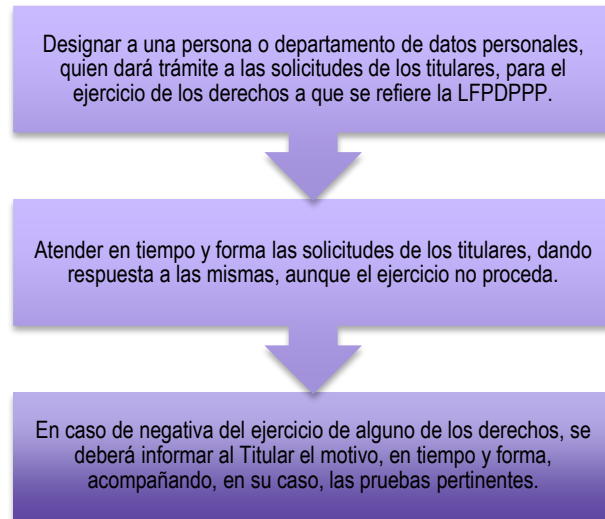 Designar a una persona o departamento de datos personales,
quien dará trámite a las solicitudes de los titulares, para el
ejercicio de los derechos a que se refiere la LFPDPPP.
Atender en tiempo y forma las solicitudes de los titulares, dando
respuesta a las mismas, aunque el ejercicio no proceda.
En caso de negativa del ejercicio de alguno de los derechos, se
deberá informar al Titular el motivo, en tiempo y forma,
acompañando, en su caso, las pruebas pertinentes.